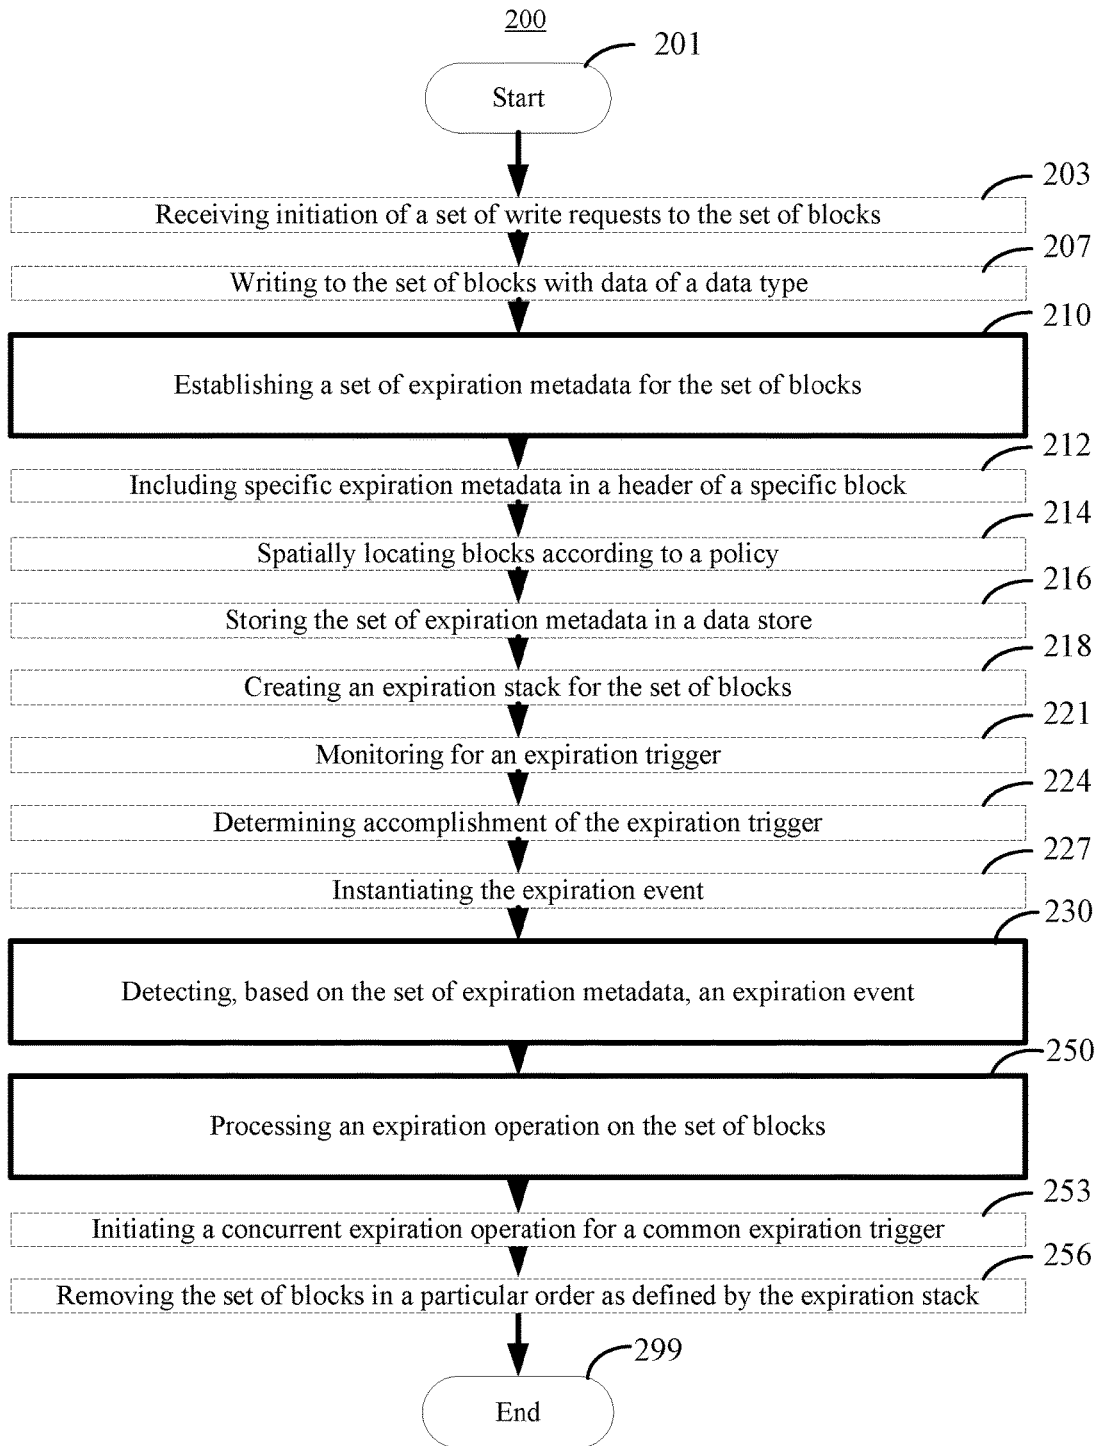 200
201
Start
203
Receiving initiation of a set of write requests to the set of blocks
207
Writing to the set of blocks with data of a data type
210
Establishing a set of expiration metadata for the set of blocks
212
Including specific expiration metadata in a header of a specific block
214
Spatially locating blocks according to a policy
216
Storing the set of expiration metadata in a data store
218
Creating an expiration stack for the set of blocks
221
Monitoring for an expiration trigger
224
Determining accomplishment of the expiration trigger
227
Instantiating the expiration event
230
Detecting, based on the set of expiration metadata, an expiration event
250
Processing an expiration operation on the set of blocks
253
Initiating a concurrent expiration operation for a common expiration trigger
256
Removing the set of blocks in a particular order as defined by the expiration stack
299
End